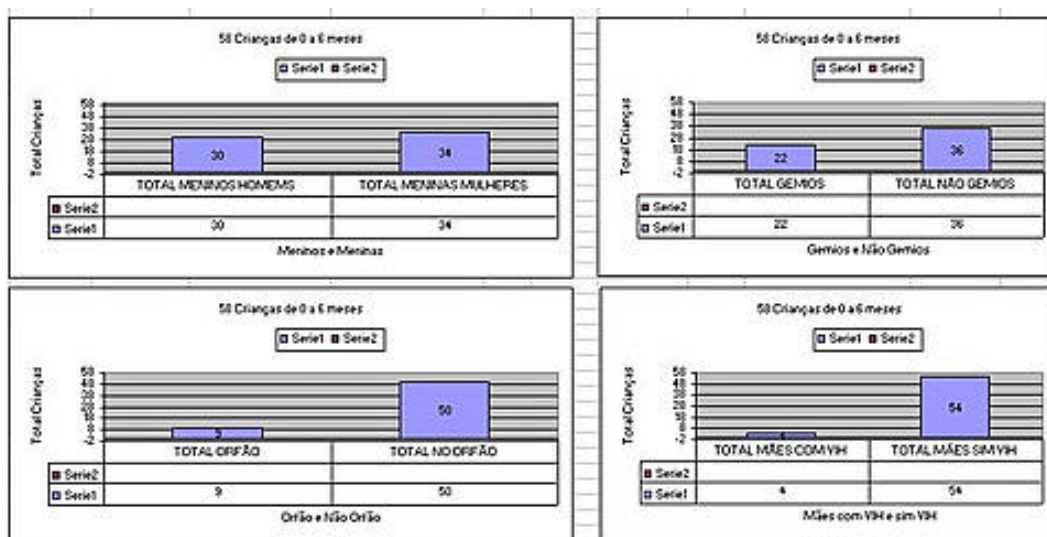 58 Crianças de 0 a 6 meses
Serie1 Serie2
Total Crianças
30 34
TOTAL MENINOS HOMEMS TOTAL MENINAS MULHERES
Serie2
Serie1 30 34
Meninos e Meninas
58 Crianças de 0 a 6 meses
Serie1 Serie2
Total Crianças
22 36
TOTAL GEMIOS TOTAL NÃO GEMIOS
Serie2
Serie1 22 36
Gemios e Não Gemios
58 Crianças de 0 a 6 meses
Serie1 Serie2
Total Crianças
50
TOTAL ORFÃO TOTAL NO ORFÃO
Serie2
Serie1 9 50
Orfão e Não Orfão
58 Crianças de 0 a 6 meses
Serie1 Serie2
Total Crianças
54
TOTAL MÃES COM VIH TOTAL MÃES SIM VIH
Serie2
Serie1 4 54
Mães com VIH e sim VIH